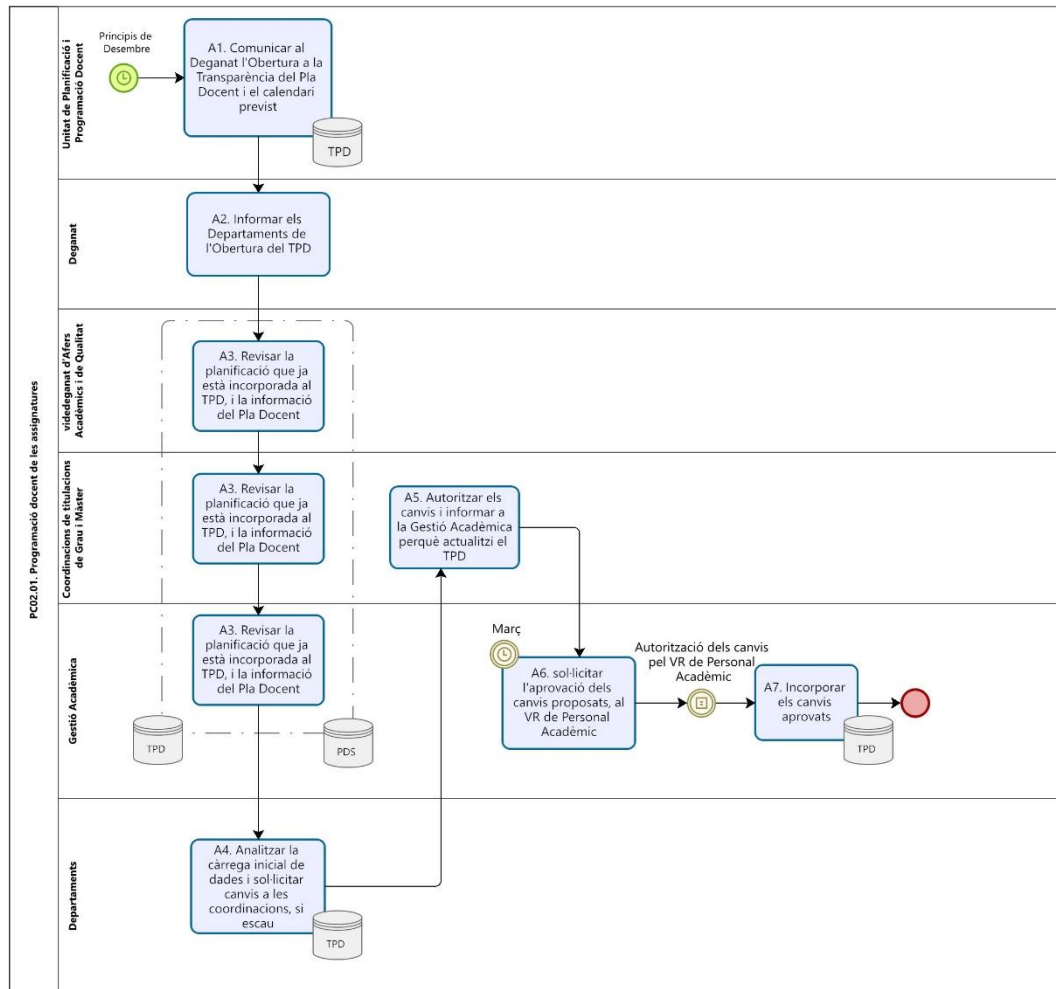 PC02.01. Programació docent de les assignatures
Unitat de Planificació i
Programació Docent
Principis de
Desembre
A1. Comunicar al
Deganat l'Obertura a la
Transparència del Pla
Docent i el calendari
previst
TPD
Deganat
A2. Informar els
Departaments de
l'Obertura del TPD
videdeganat d'Afers
Acadèmics i de Qualitat
A3. Revisar la
planificació que ja
està incorporada al
TPD, i la informació
del Pla Docent
Coordinacions de titulacions
de Grau i Màster
A3. Revisar la
planificació que ja
està incorporada al
TPD, i la informació
del Pla Docent
A5. Autoritzar els
canvis i informar a
la Gestió Acadèmica
perquè actualitzi el
TPD
Gestió Acadèmica
A3. Revisar la
planificació que ja
està incorporada al
TPD, i la informació
del Pla Docent
TPD
PDS
Març
A6. sol·licitar
l'aprovació dels
canvis proposats, al
VR de Personal
Acadèmic
Autorització dels canvis
pel VR de Personal
Acadèmic
A7. Incorporar
els canvis
aprovats
TPD
Departaments
A4. Analitzar la
càrrega inicial de
dades i sol·licitar
canvis a les
coordinacions, si
escau
TPD